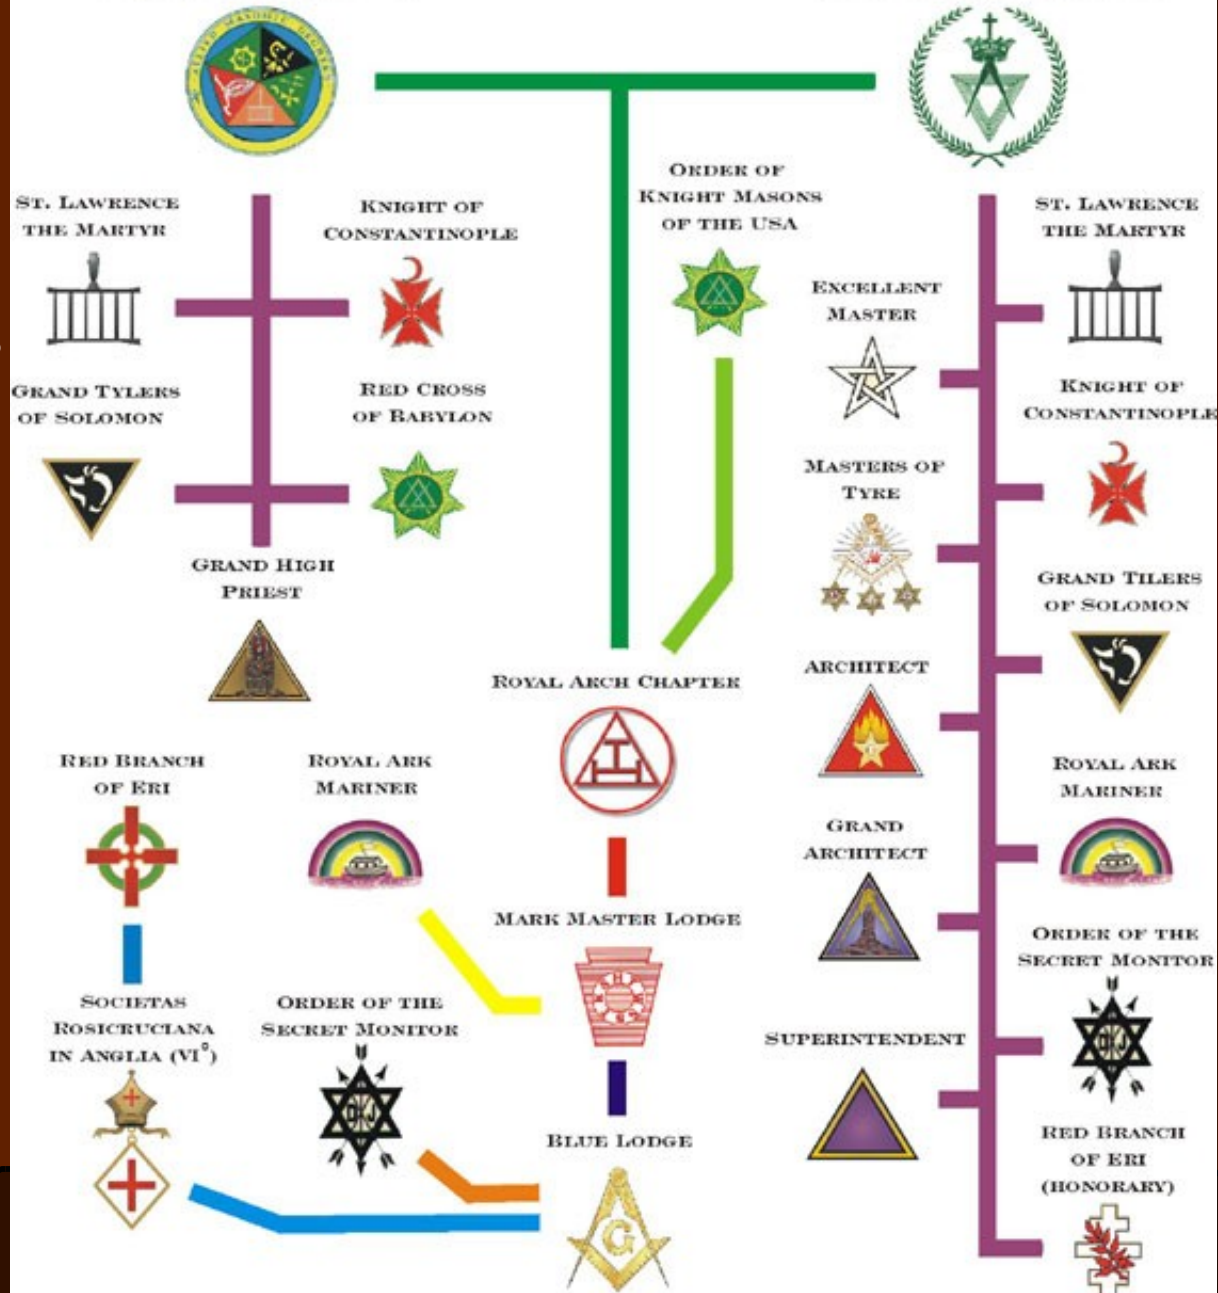 ALLIED MASONIC DEGREES
ORDER OF
KNIGHT MASONS
OF THE USA
ST. LAWRENCE
THE MARTYR
KNIGHT OF
CONSTANTINOPLE
GRAND TYLERS
OF SOLOMON
RED CROSS
OF BABYLON
GRAND HIGH
PRIEST
RED BRANCH
OF ERI
ROYAL ARK
MARINER
SOCIETAS
ROSICRUCIANA
IN ANGLIA (VI°)
ORDER OF THE
SECRET MONITOR
ROYAL ARCH CHAPTER
MARK MASTER LODGE
BLUE LODGE
G
EXCELLENT
MASTER
MASTERS OF
TYRE
ARCHITECT
GRAND
ARCHITECT
SUPERINTENDENT
ST. LAWRENCE
THE MARTYR
KNIGHT OF
CONSTANTINOPLE
GRAND TILERS
OF SOLOMON
ROYAL ARK
MARINER
ORDER OF THE
SECRET MONITOR
RED BRANCH
OF ERI
(HONORARY)